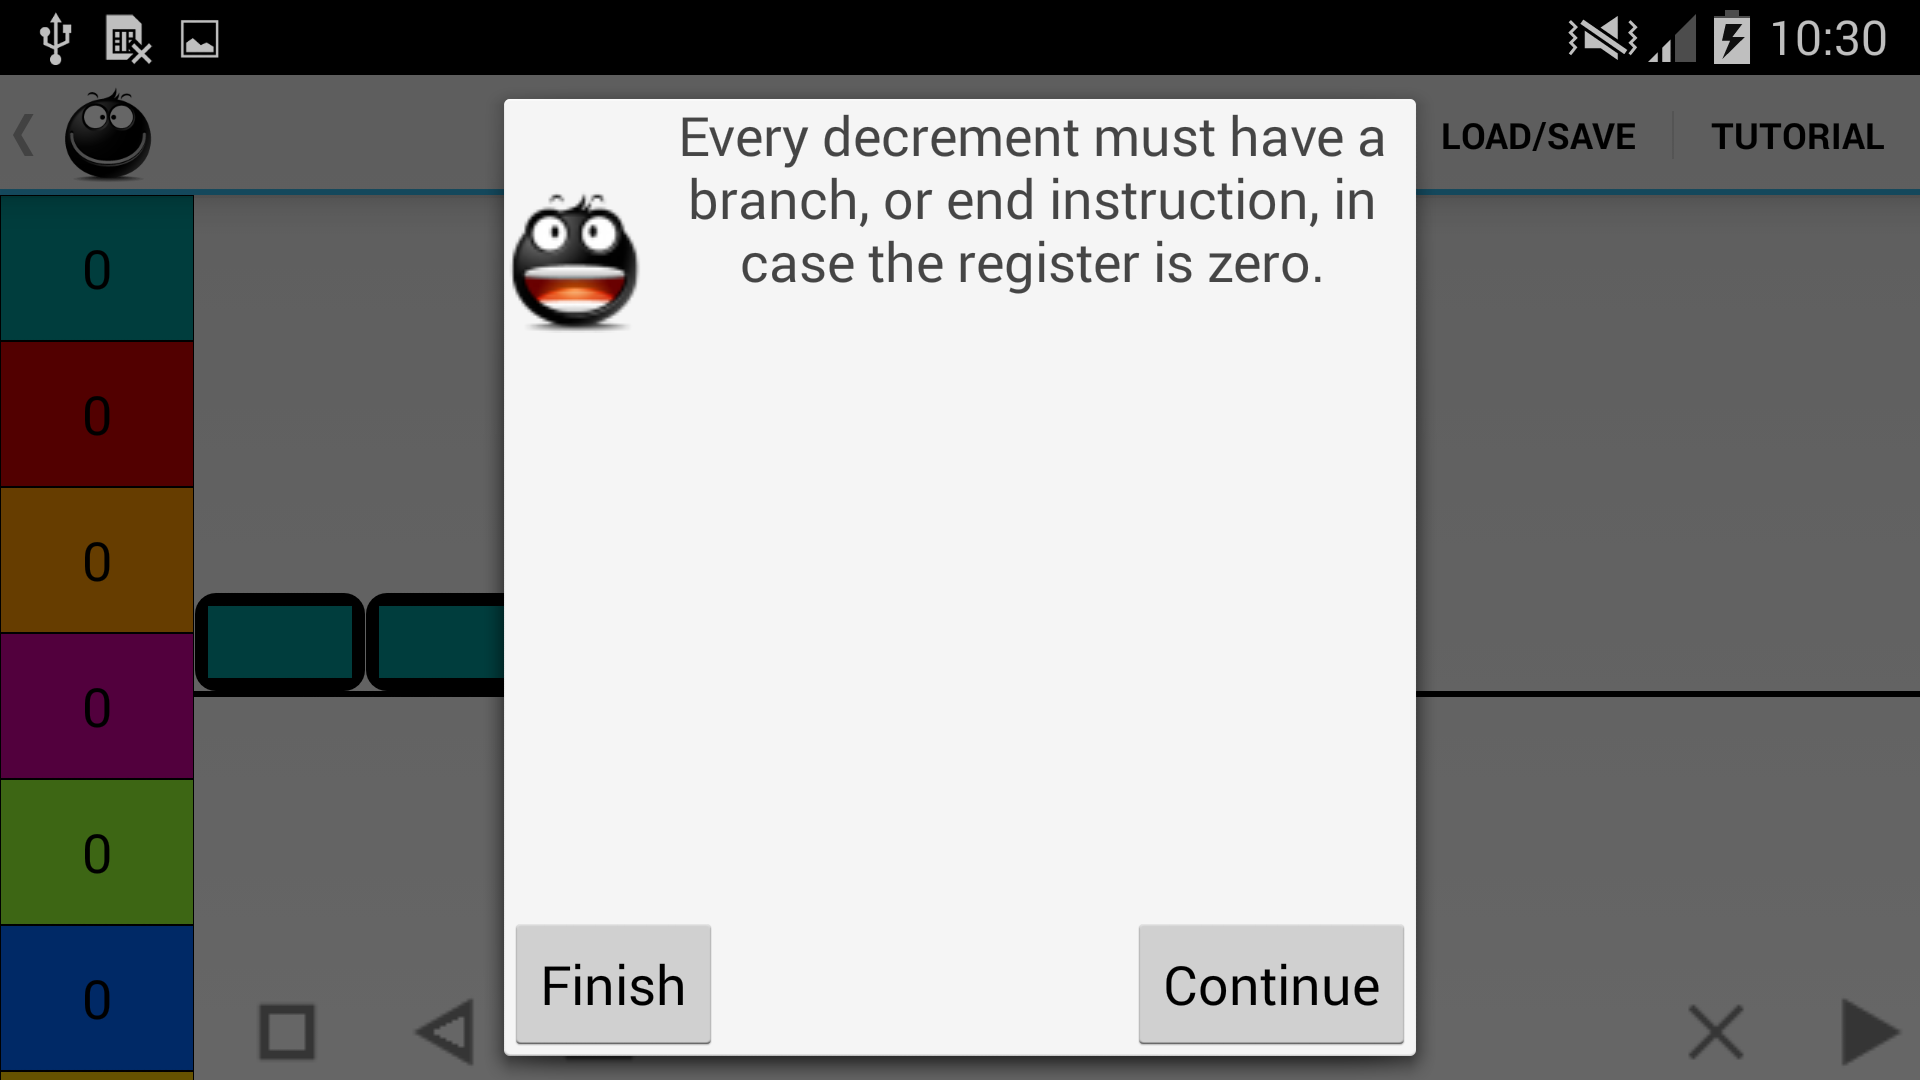 10:30
LOAD/SAVE
TUTORIAL
Every decrement must have a
branch, or end instruction, in
case the register is zero.
0
0
0
0
0
0
Finish
Continue